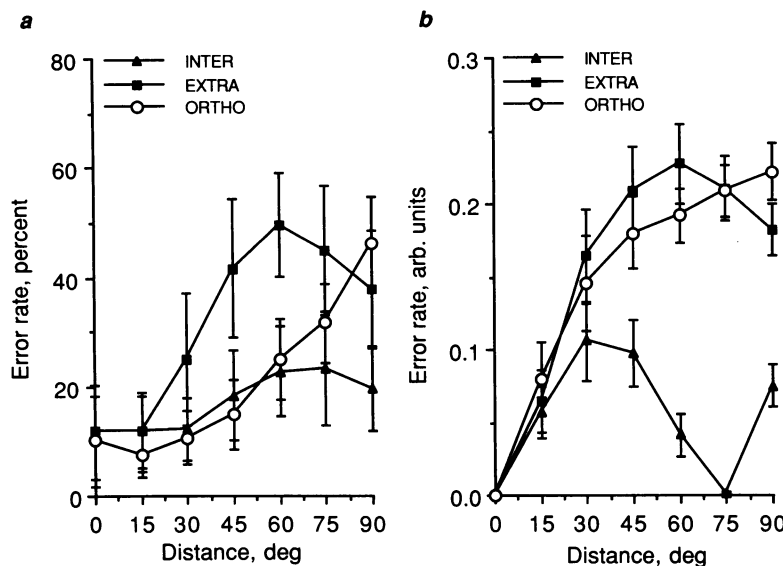 a
80
60
40
20
0
INTER
EXTRA
ORTHO
Error rate, percent
0 15 30 45 60 75 90
Distance, deg
b
0.3
0.2
0.1
0.0
INTER
EXTRA
ORTHO
Error rate, arb. units
0 15 30 45 60 75 90
Distance, deg